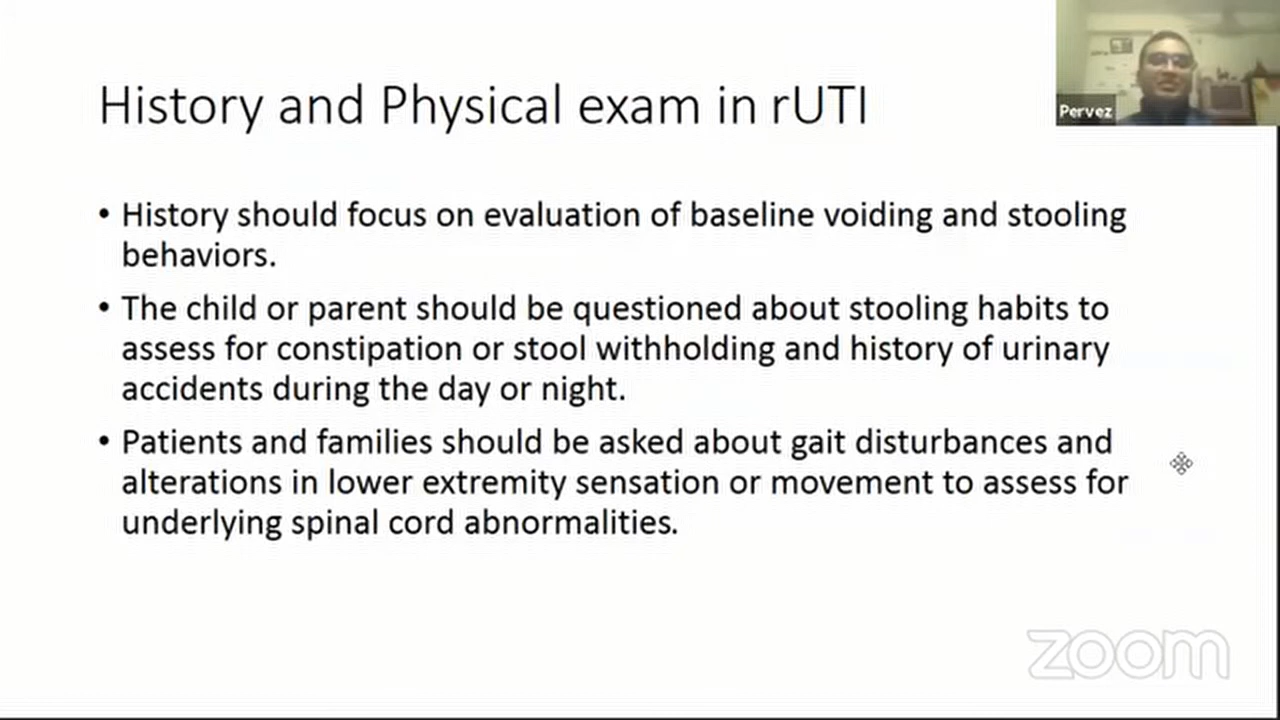 History and Physical exam in rUTI
Pervez
• History should focus on evaluation of baseline voiding and stooling
behaviors.
• The child or parent should be questioned about stooling habits to
assess for constipation or stool withholding and history of urinary
accidents during the day or night.
• Patients and families should be asked about gait disturbances and
alterations in lower extremity sensation or movement to assess for
underlying spinal cord abnormalities.
zoom